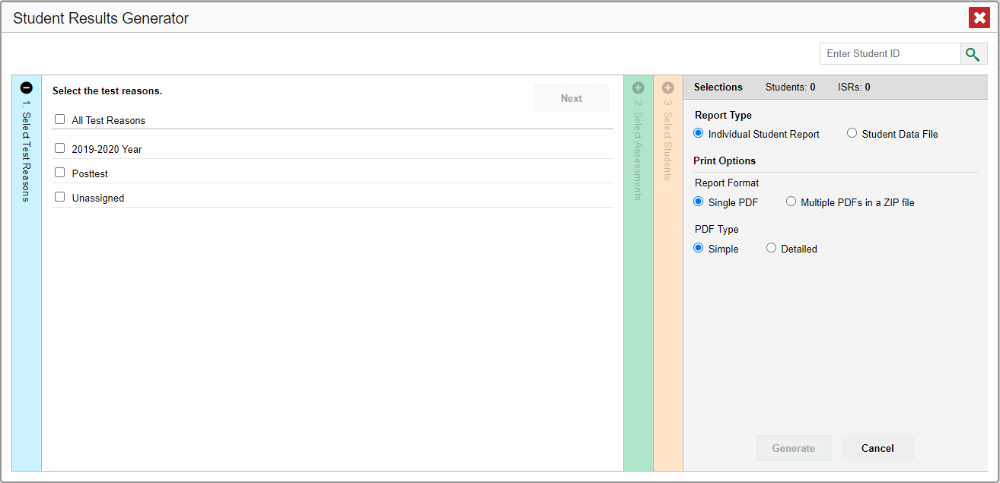 Student Results Generator
Enter Student ID
1. Select Test Reasons
Select the test reasons.
Next
All Test Reasons
2019-2020 Year
Posttest
Unassigned
2. Select Assessments
3. Select Students
Selections Students: 0 ISRs: 0
Report Type
Individual Student Report Student Data File
Print Options
Report Format
Single PDF Multiple PDFs in a ZIP file
PDF Type
Simple Detailed
Generate Cancel